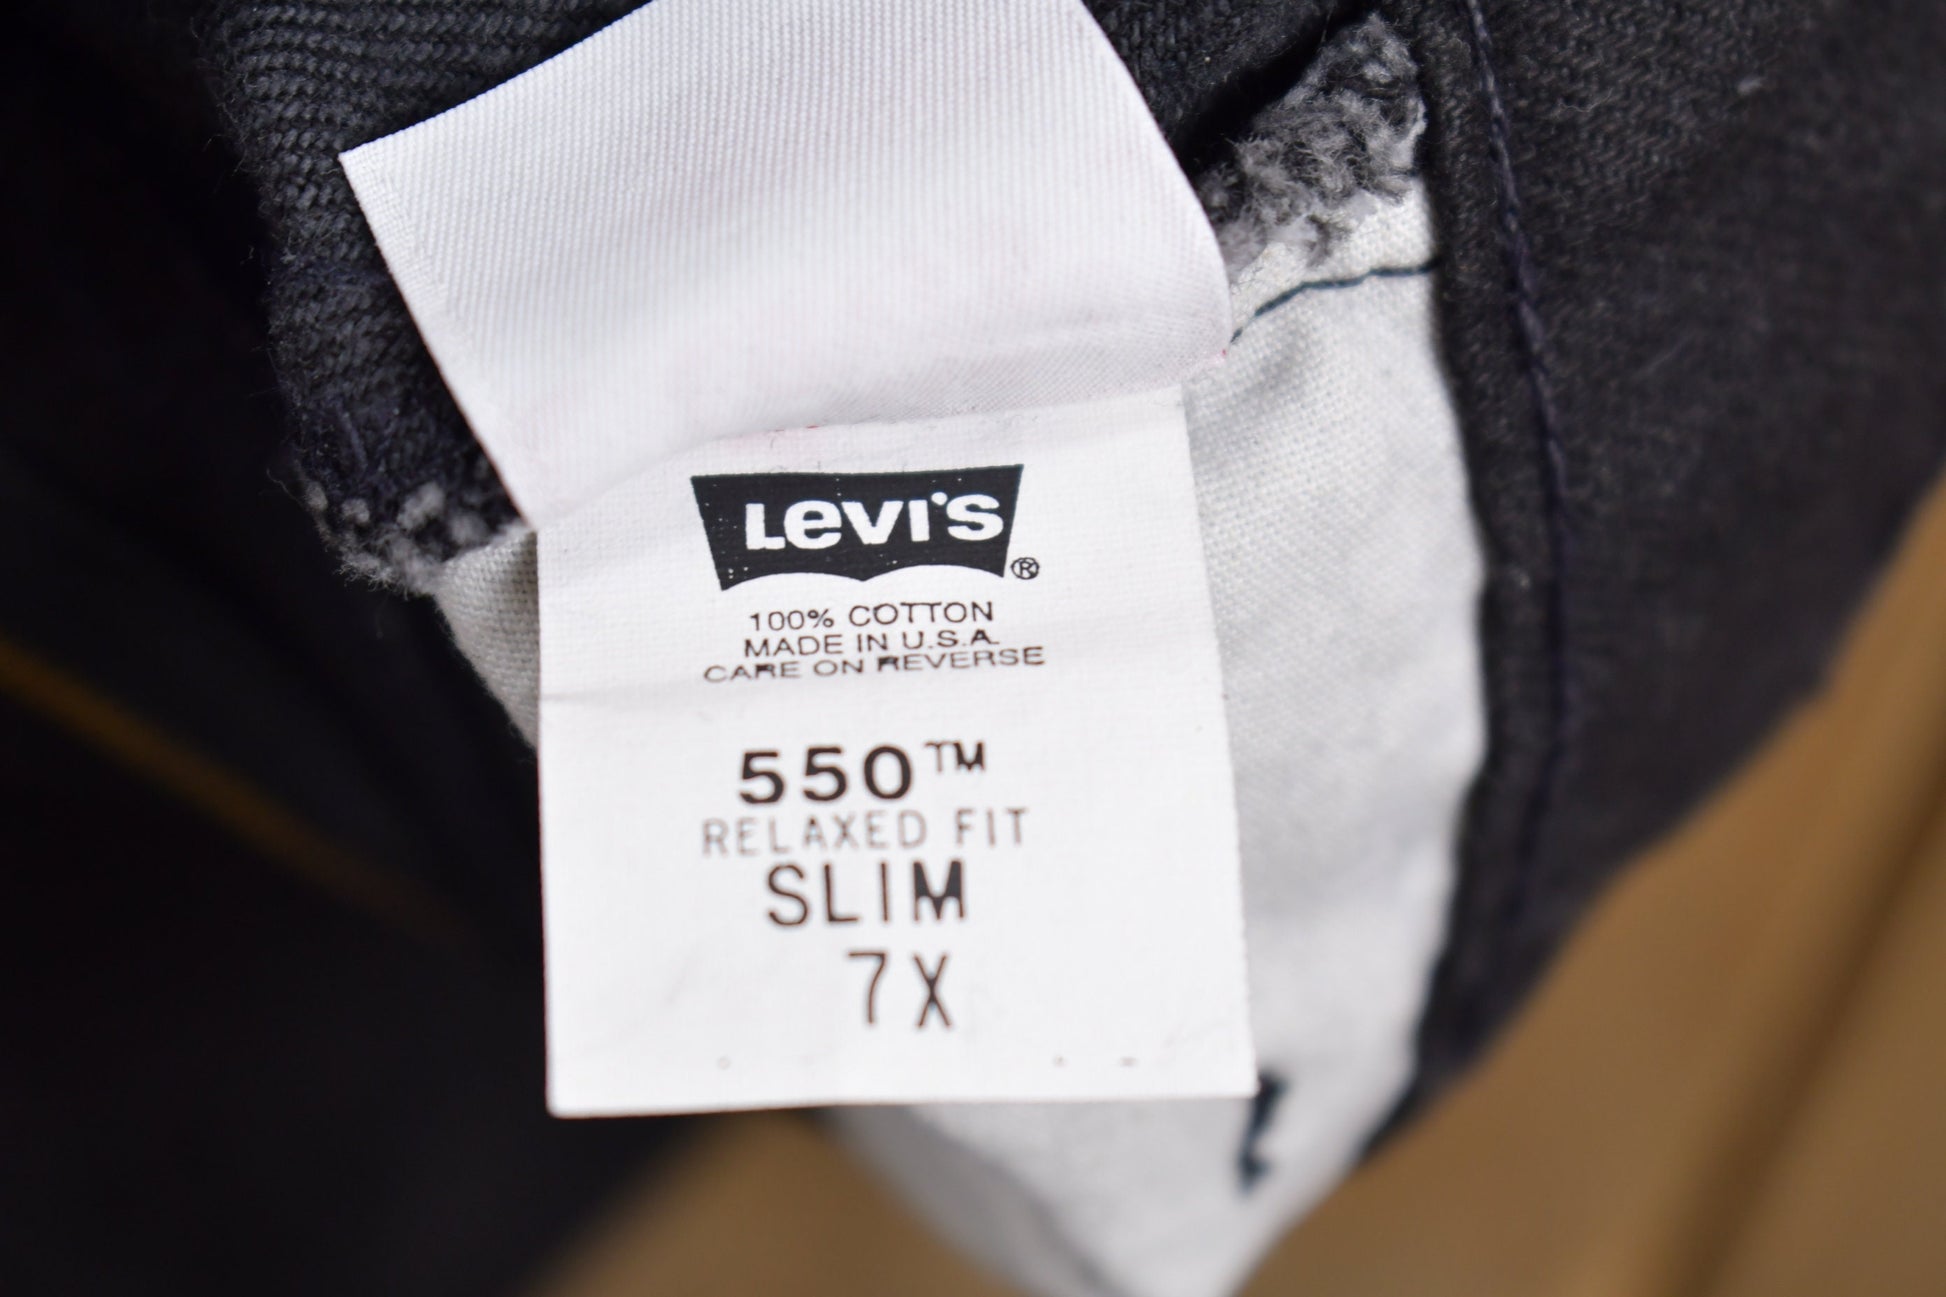 LEVI'S ®
100% COTTON
MADE IN U.S.A.
CARE ON REVERSE
550™
RELAXED FIT
SLIM
7X